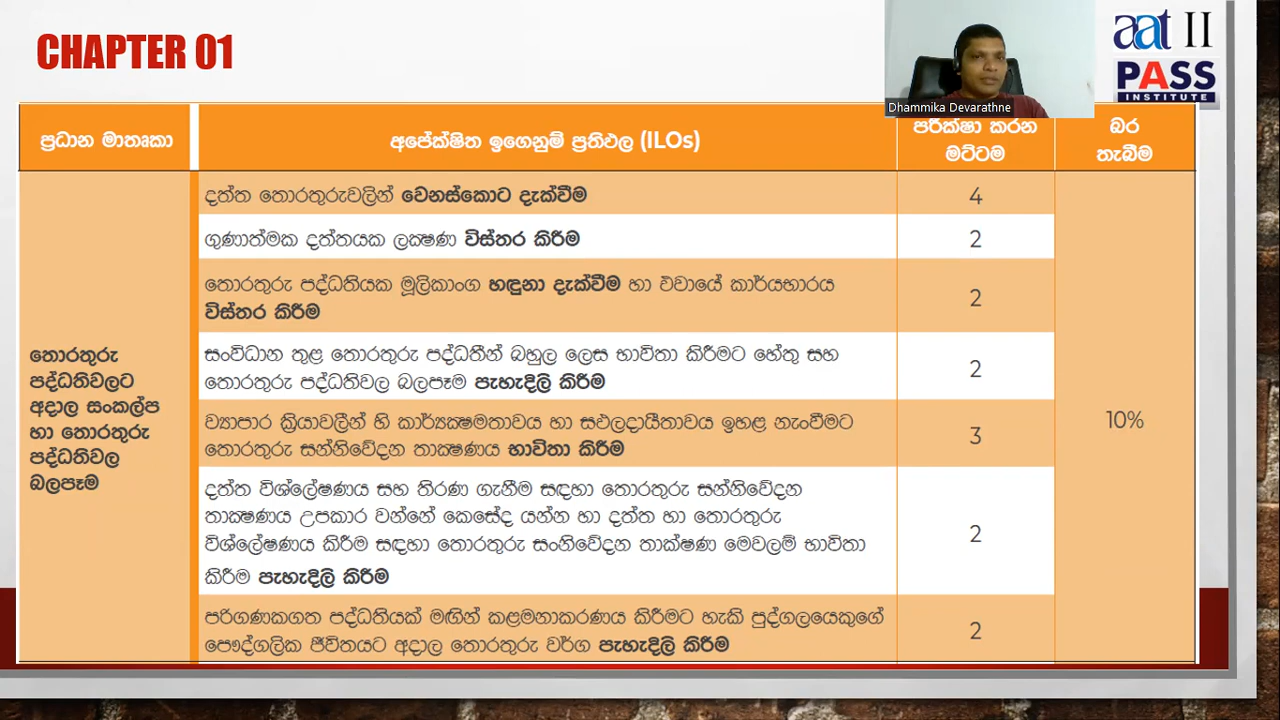 CHAPTER 01
aat II
PASS
INSTITUTE
Dhammika Devarathne
ප්‍රධාන මාතෘකා
අපේක්ෂිත ඉගෙනුම් ප්‍රතිඵල (ILOs)
පරීක්ෂා කරන
මට්ටම
බර
තැබීම
දත්ත තොරතුරුවලින් වෙනස්කොට දැක්වීම
4
ගුණාත්මක දත්තයක ලක්‍ෂණ විස්තර කිරීම
2
තොරතුරු පද්ධතියක මූලිකාංග හඳුනා දැක්වීම හා එවායේ කාර්යභාරය
විස්තර කිරීම
2
සංවිධාන තුළ තොරතුරු පද්ධතීන් බහුල ලෙස භාවිතා කිරීමට හේතු සහ
තොරතුරු පද්ධතිවල බලපෑම පැහැදිලි කිරීම
2
ව්‍යාපාර ක්‍රියාවලීන් හි කාර්යක්‍ෂමතාවය හා සඵලදායීතාවය ඉහළ නැංවීමට
තොරතුරු සන්නිවේදන තාක්‍ෂණය භාවිතා කිරීම
3
දත්ත විශ්ලේෂණය සහ තිරණ ගැනීම සඳහා තොරතුරු සන්නිවේදන
තාක්‍ෂණය උපකාර වන්නේ කෙසේද යන්න හා දත්ත හා තොරතුරු
විශ්ලේෂණය කිරීම සඳහා තොරතුරු සංනිවේදන තාක්ෂණ මෙවලම් භාවිතා
කිරීම පැහැදිලි කිරීම
2
පරිගණකගත පද්ධතියක් මඟින් කළමනාකරණය කිරීමට හැකි පුද්ගලයෙකුගේ
පෞද්ගලික ජීවිතයට අදාල තොරතුරු වර්ග පැහැදිලි කිරීම
2
තොරතුරු
පද්ධතිවලට
අදාල සංකල්ප
හා තොරතුරු
පද්ධතිවල
බලපෑම
10%